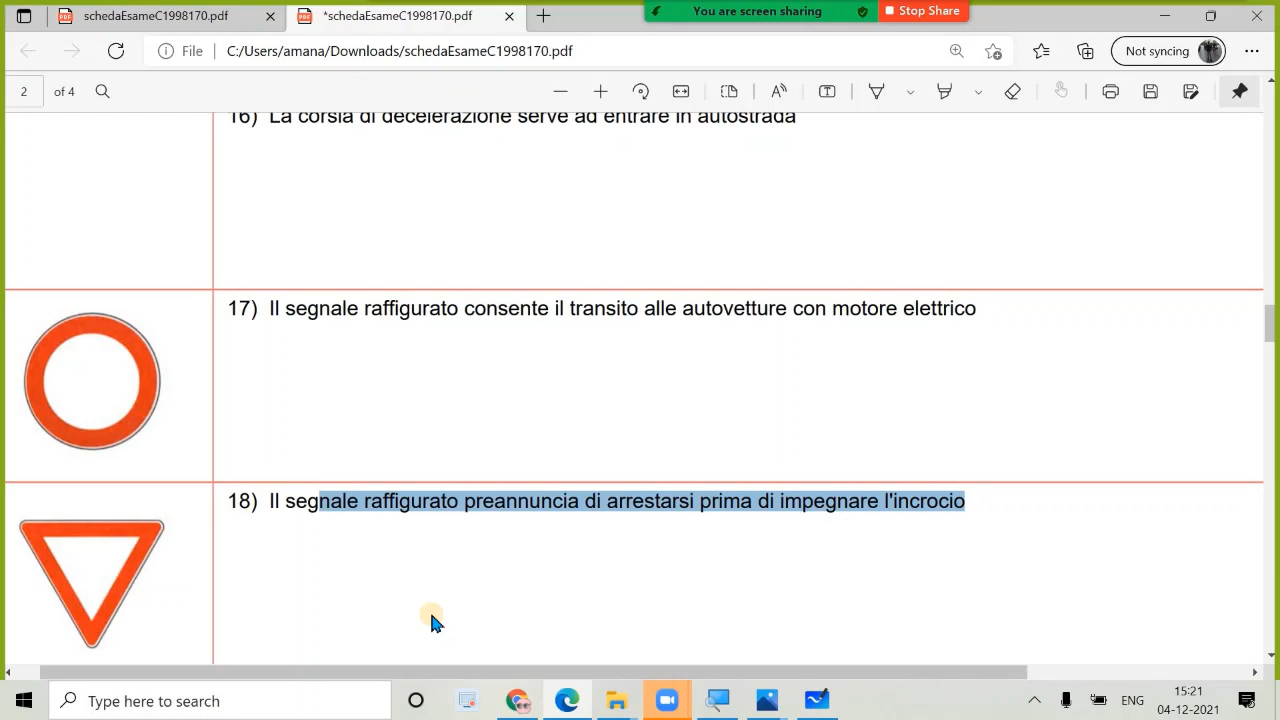 schedaEsameC1998170.pdf
*schedaEsameC1998170.pdf
You are screen sharing
Stop Share
File
C:/Users/amana/Downloads/schedaEsameC1998170.pdf
Not syncing
2 of 4
16) La corsia di decelerazione serve ad entrare in autostrada
17) Il segnale raffigurato consente il transito alle autovetture con motore elettrico
18) Il segnale raffigurato preannuncia di arrestarsi prima di impegnare l'incrocio
Type here to search
ENG
15:21
04-12-2021